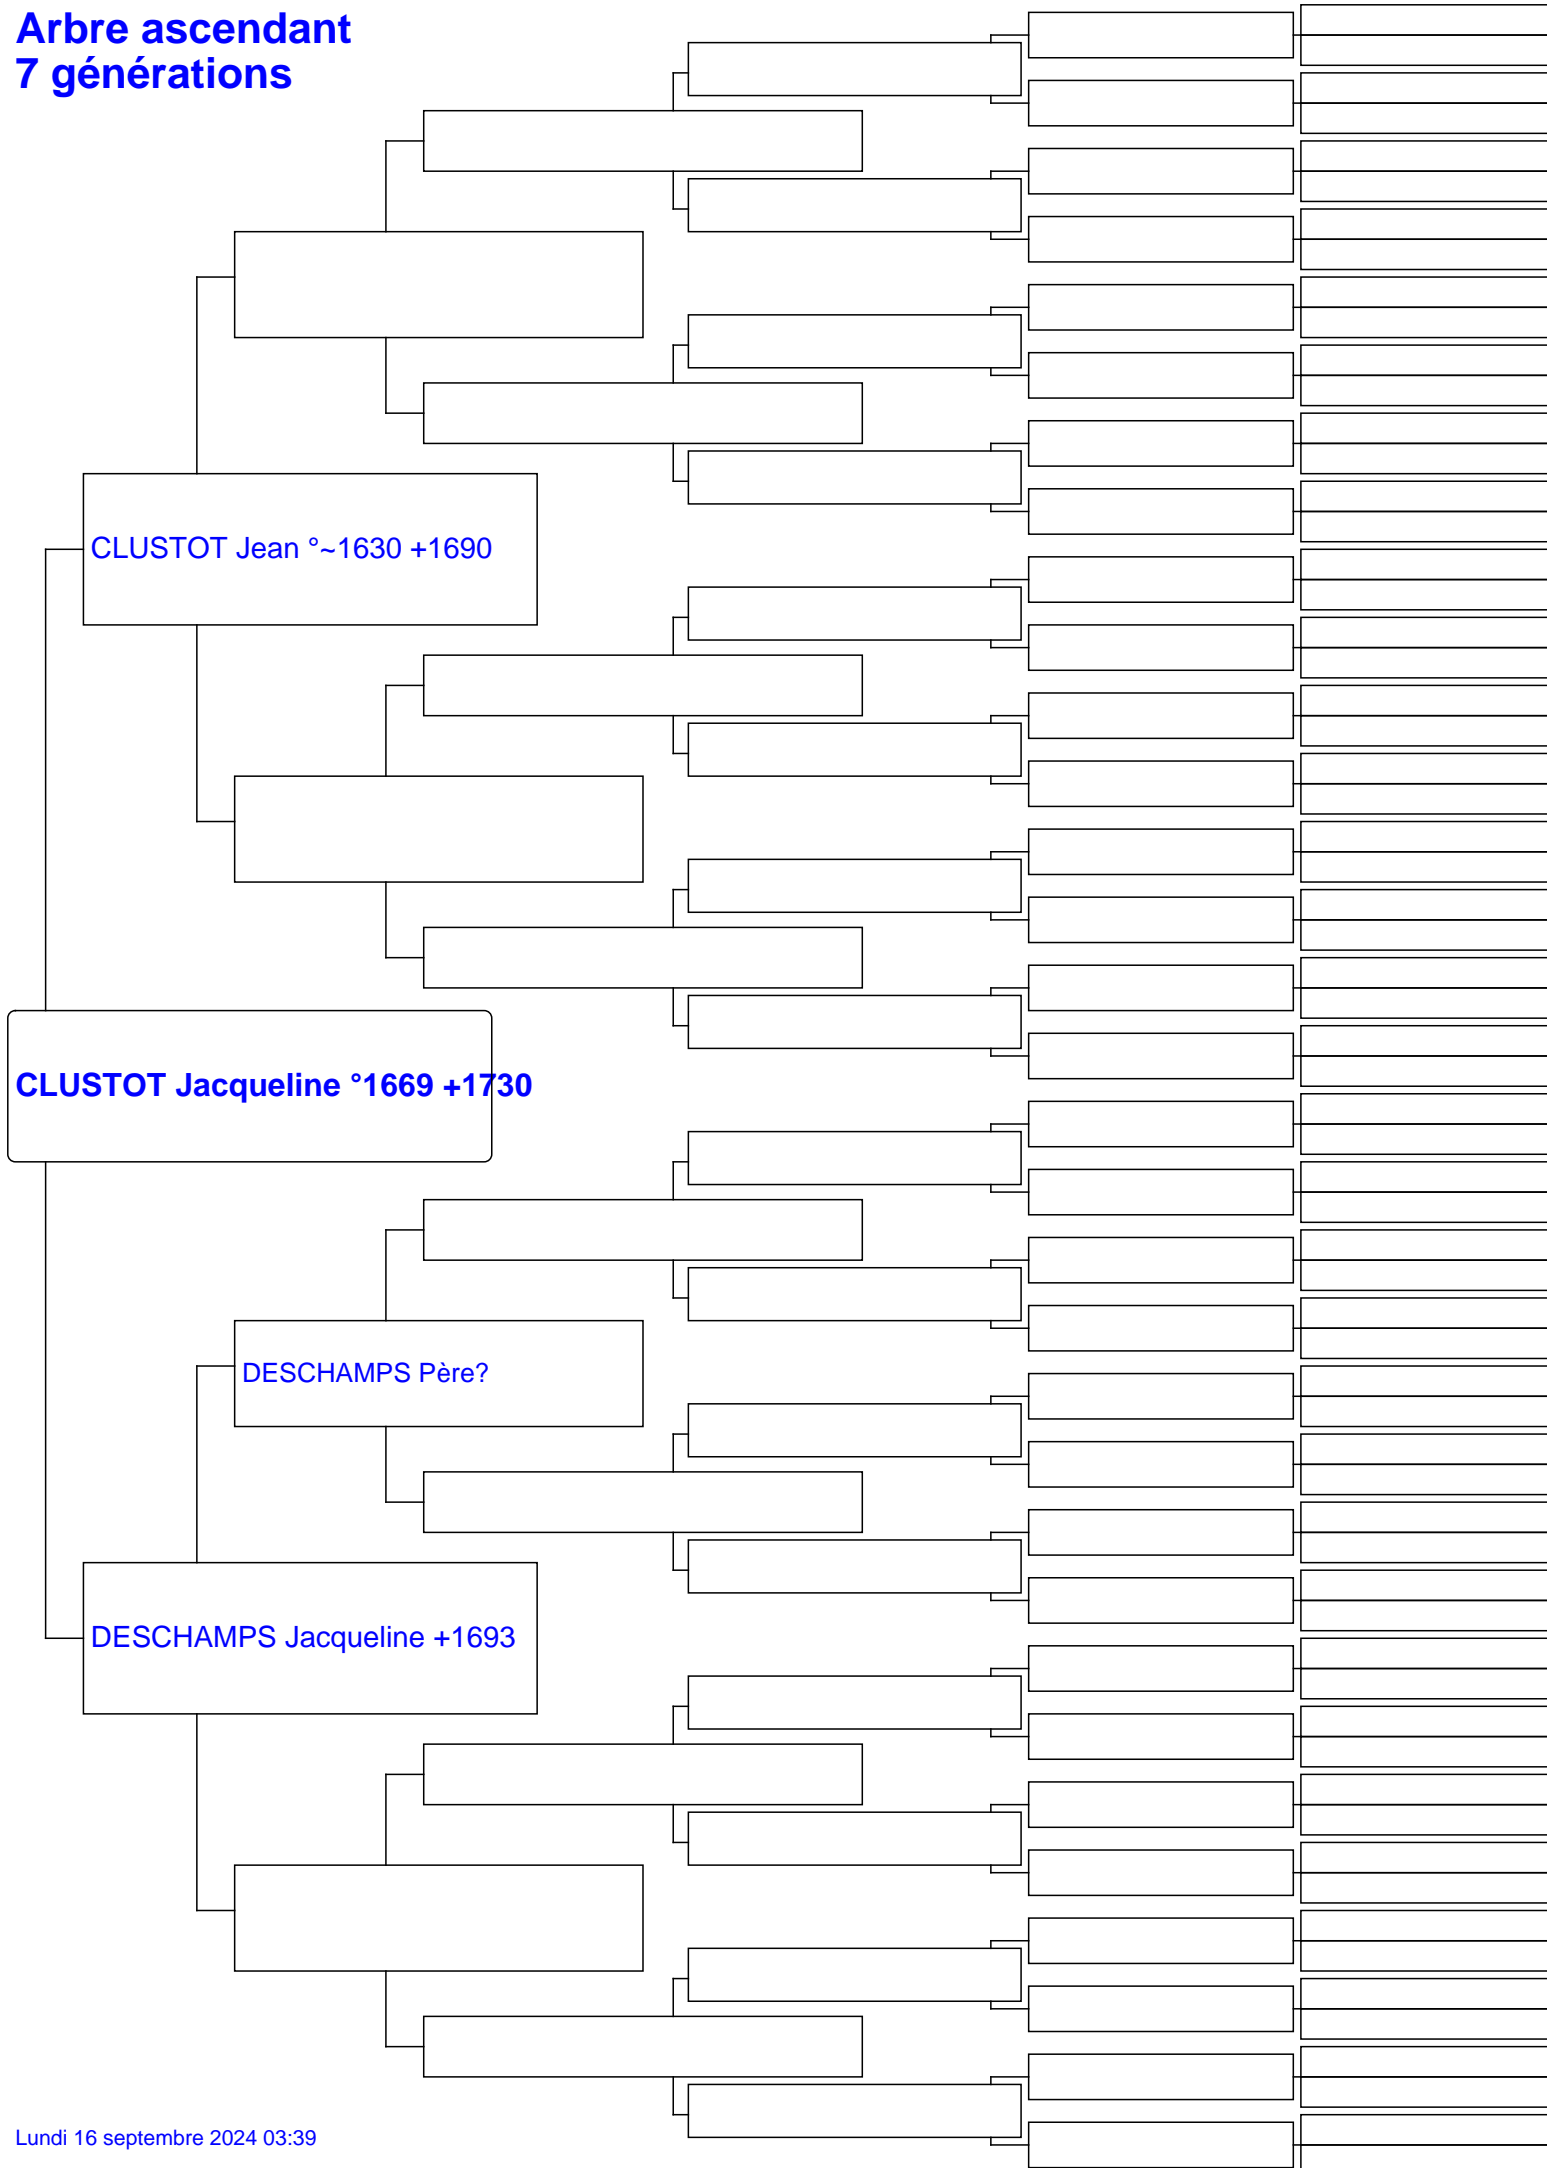 Arbre ascendant
7 générations
CLUSTOT Jean °~1630 +1690
CLUSTOT Jacqueline °1669 +1730
DESCHAMPS Père?
DESCHAMPS Jacqueline +1693
Lundi 16 septembre 2024 03:39